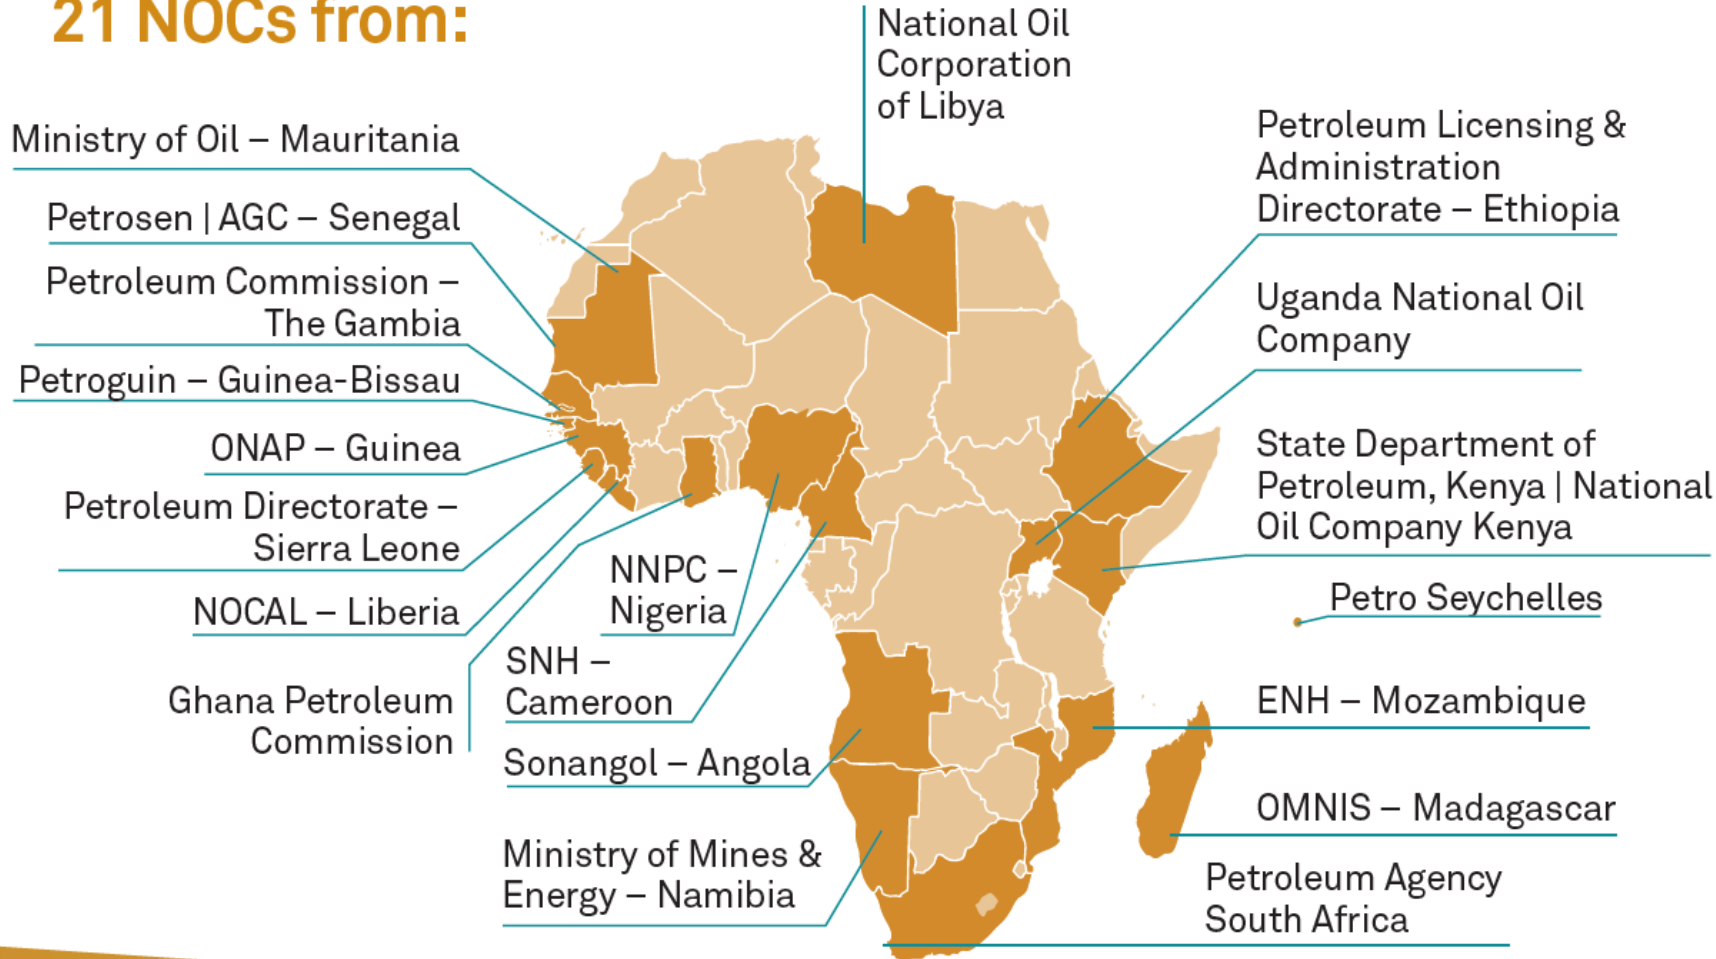 21 NOCs from:
National Oil
Corporation
of Libya
Ministry of Oil – Mauritania
Petrosen | AGC – Senegal
Petroleum Commission –
The Gambia
Petroguin – Guinea-Bissau
ONAP – Guinea
Petroleum Directorate –
Sierra Leone
NOCAL – Liberia
Ghana Petroleum
Commission
NNPC –
Nigeria
SNH –
Cameroon
Sonangol – Angola
Ministry of Mines &
Energy – Namibia
Petroleum Licensing &
Administration
Directorate – Ethiopia
Uganda National Oil
Company
State Department of
Petroleum, Kenya | National
Oil Company Kenya
Petro Seychelles
ENH – Mozambique
OMNIS – Madagascar
Petroleum Agency
South Africa